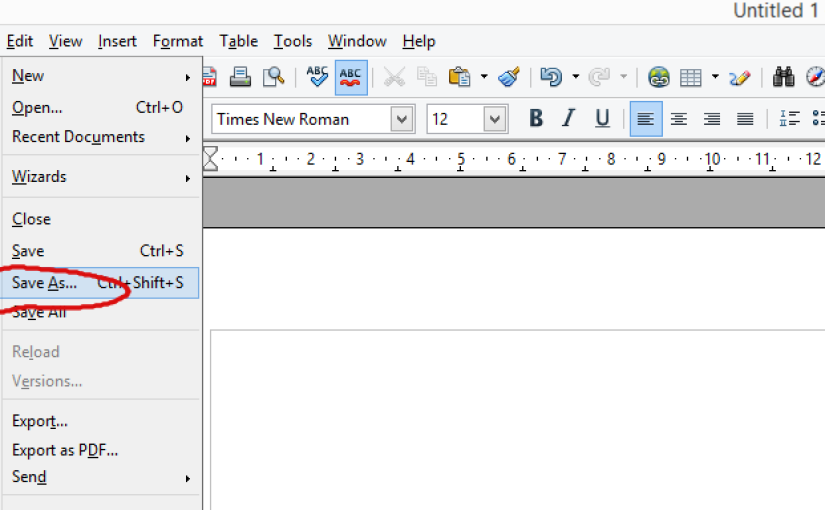 Untitled 1
Edit View Insert Format Table Tools Window Help
New
Open... Ctrl+O
Recent Documents
Wizards
Close
Save Ctrl+S
Save As... Ctrl+Shift+S
Save All
Reload
Versions...
Export...
Export as PDF...
Send
PDF ABC ABC
Times New Roman 12 B I U
1 2 3 4 5 6 7 8 9 10 11 12